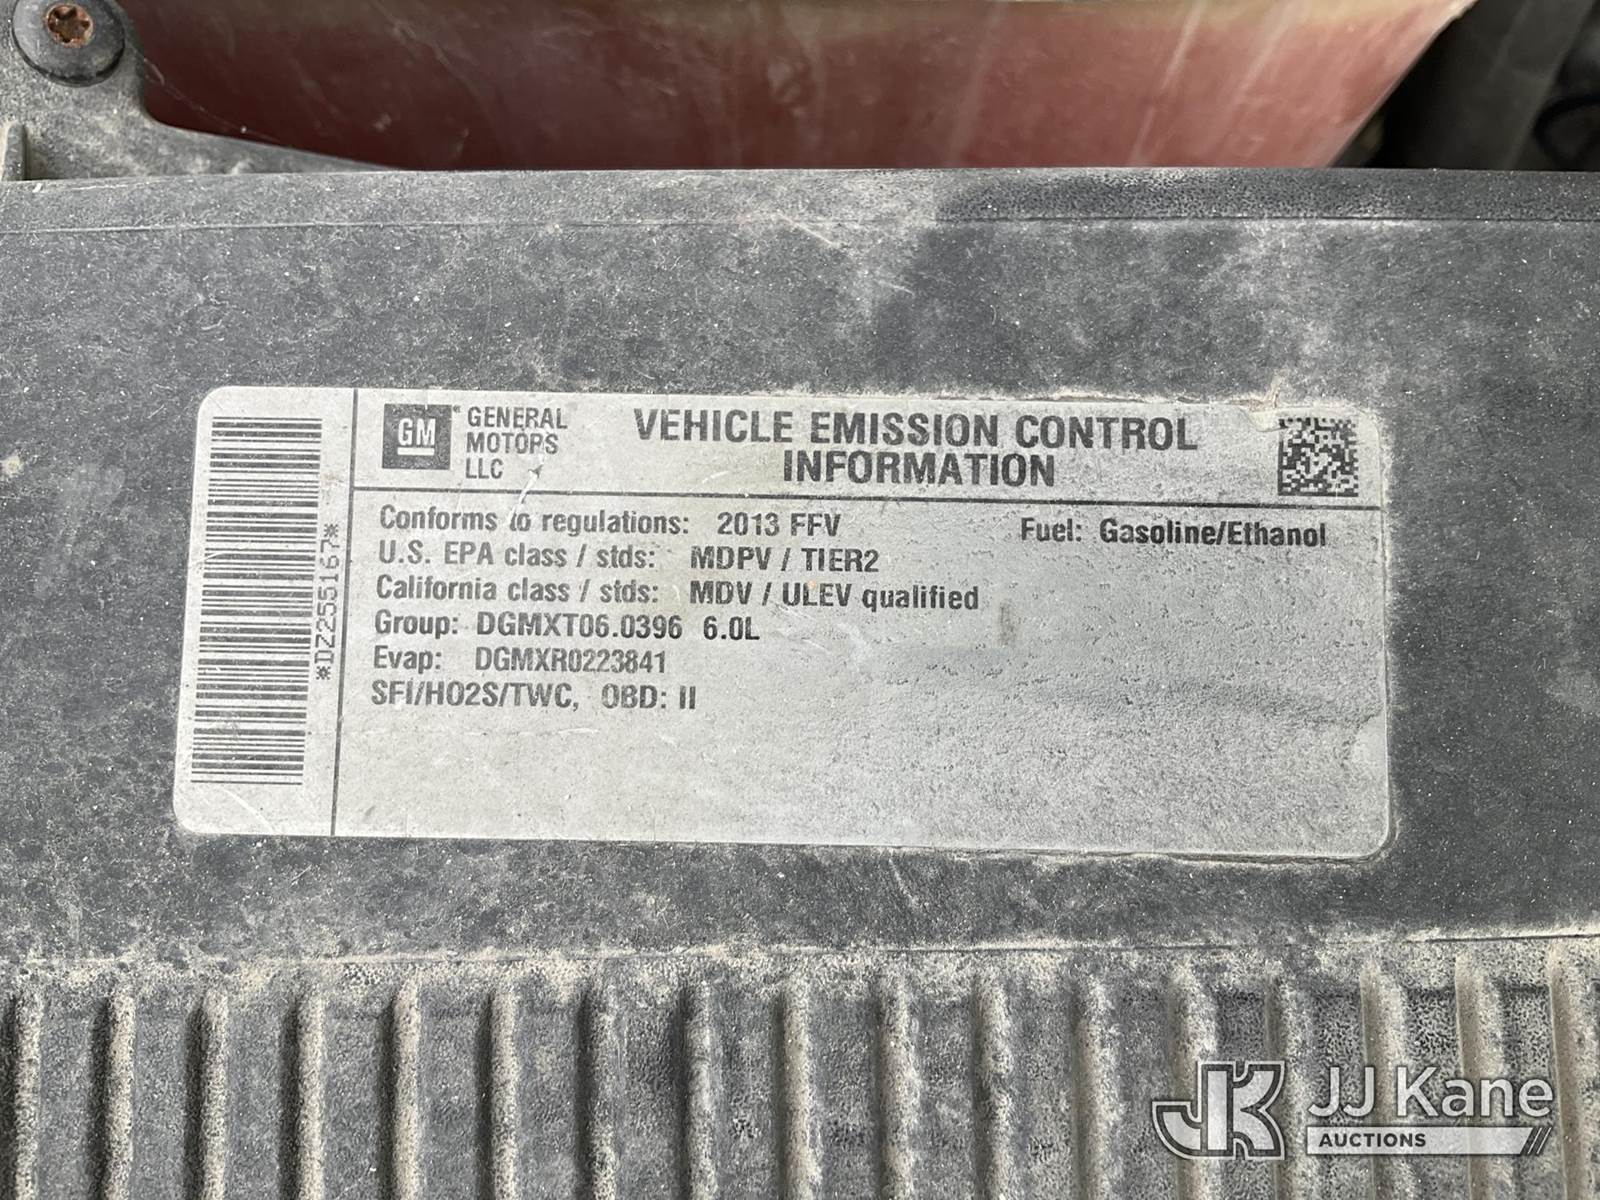 GM GENERAL MOTORS LLC
VEHICLE EMISSION CONTROL
INFORMATION
Conforms to regulations: 2013 FFV Fuel: Gasoline/Ethanol
U.S. EPA class / stds: MDPV / TIER2
California class / stds: MDV / ULEV qualified
Group: DGMXT06.0396 6.0L
Evap: DGMXR0223841
SFI/HO2S/TWC, OBD: II
*DZ255167*
JK JJ Kane
AUCTIONS